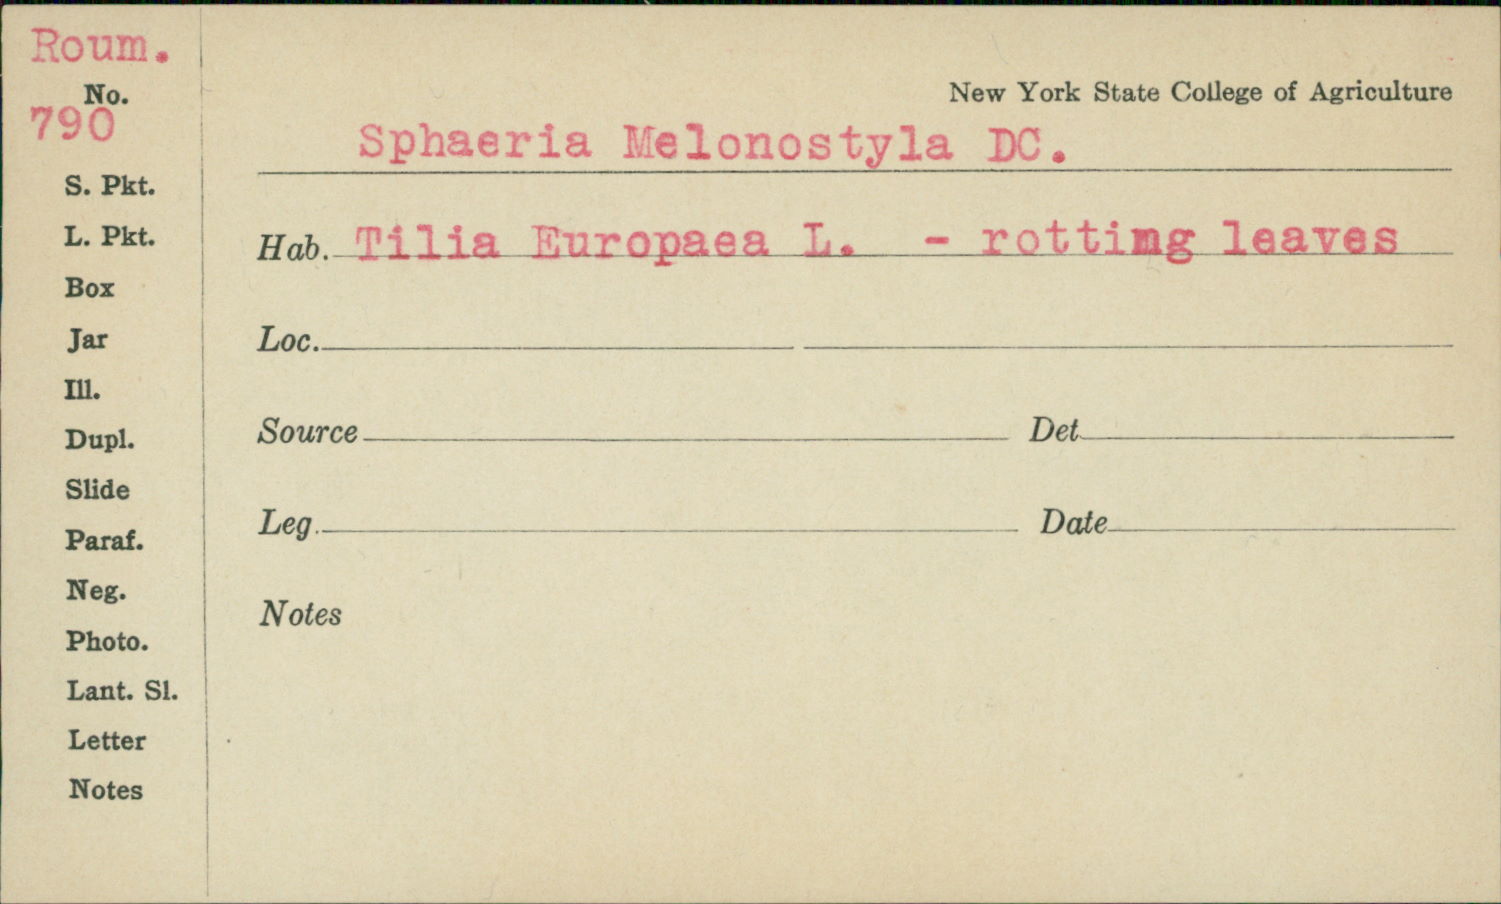 Roum.
No.
790
New York State College of Agriculture
Sphaeria Melonostyla DC.
S. Pkt.
L. Pkt.
Hab. Tilia Europaea L. - rotting leaves
Box
Jar
Loc.
Ill.
Dupl.
Source Det.
Slide
Leg. Date
Paraf.
Neg.
Notes
Photo.
Lant. Sl.
Letter
Notes